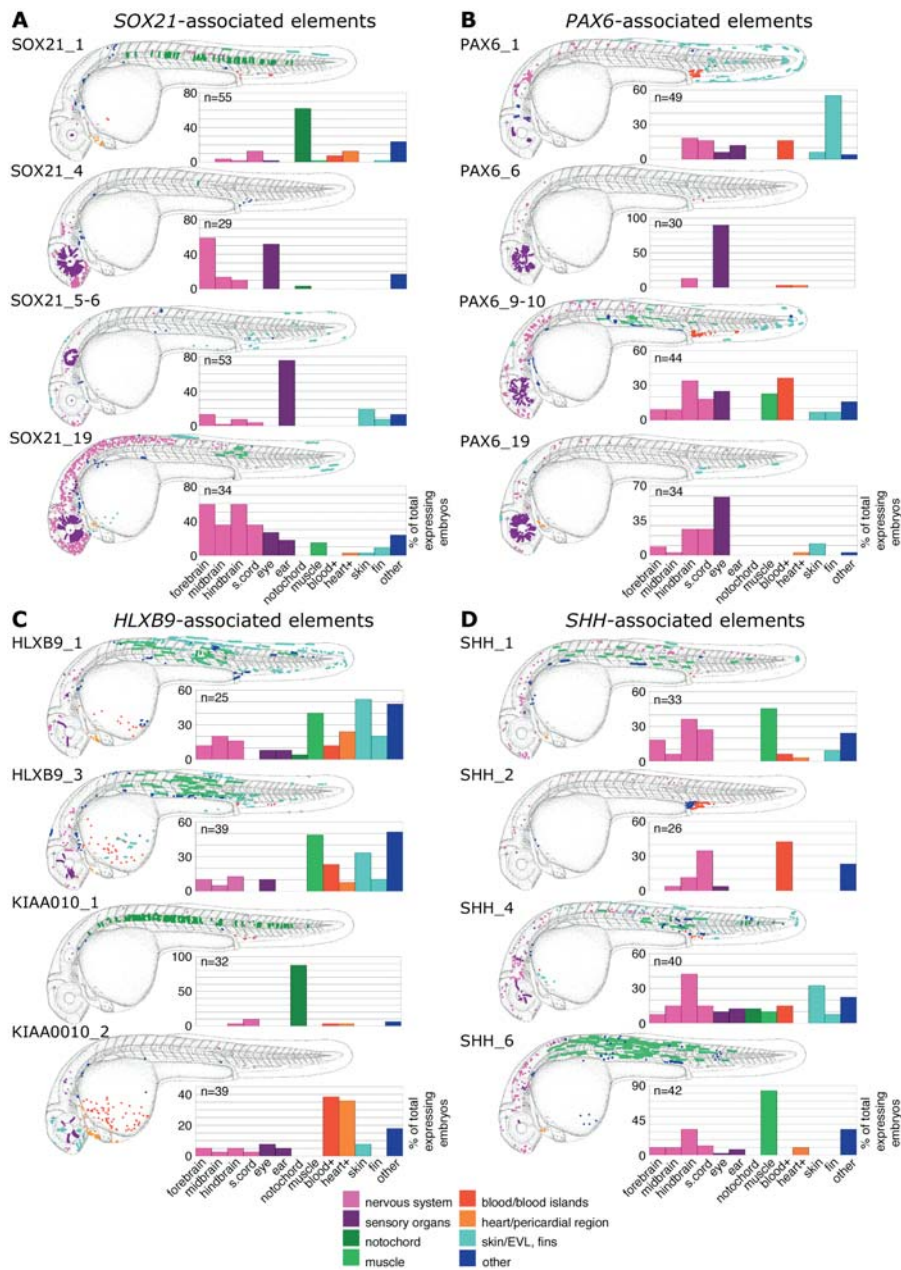 A SOX21-associated elements
SOX21_1
80
40
0
n=55
SOX21_4
80
40
0
n=29
SOX21_5-6
80
40
0
n=53
SOX21_19
80
40
0
n=34
% of total expressing embryos
forebrain midbrain hindbrain s.cord eye ear notochord muscle blood+ heart+ skin fin other
B PAX6-associated elements
PAX6_1
60
30
0
n=49
PAX6_6
100
50
0
n=30
PAX6_9-10
60
30
0
n=44
PAX6_19
70
35
0
n=34
forebrain midbrain hindbrain s.cord eye ear notochord muscle blood+ heart+ skin fin other
C HLXB9-associated elements
HLXB9_1
60
30
0
n=25
HLXB9_3
60
30
0
n=39
KIAA010_1
100
50
0
n=32
KIAA0010_2
40
20
0
n=39
% of total expressing embryos
forebrain midbrain hindbrain s.cord eye ear notochord muscle blood+ heart+ skin fin other
D SHH-associated elements
SHH_1
60
30
0
n=33
SHH_2
60
30
0
n=26
SHH_4
60
30
0
n=40
SHH_6
90
45
0
n=42
forebrain midbrain hindbrain s.cord eye ear notochord muscle blood+ heart+ skin fin other
nervous system
sensory organs
notochord
muscle
blood/blood islands
heart/pericardial region
skin/EVL, fins
other